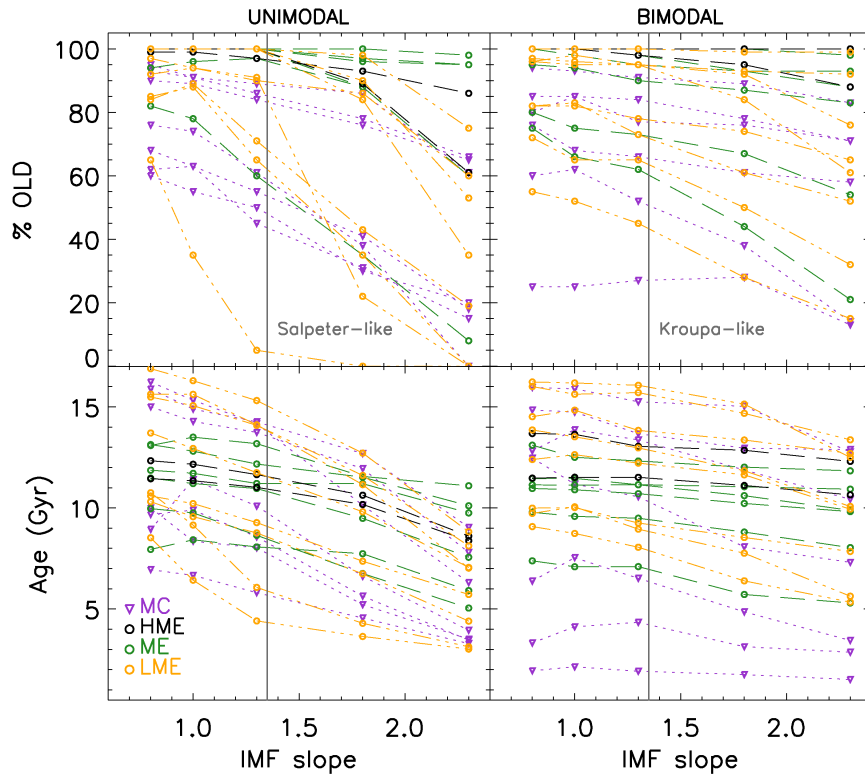 UNIMODAL
BIMODAL
% OLD
100
80
60
40
20
0
Salpeter-like
Kroupa-like
Age (Gyr)
15
10
5
MC
HME
ME
LME
1.0 1.5 2.0
1.0 1.5 2.0
IMF slope
IMF slope